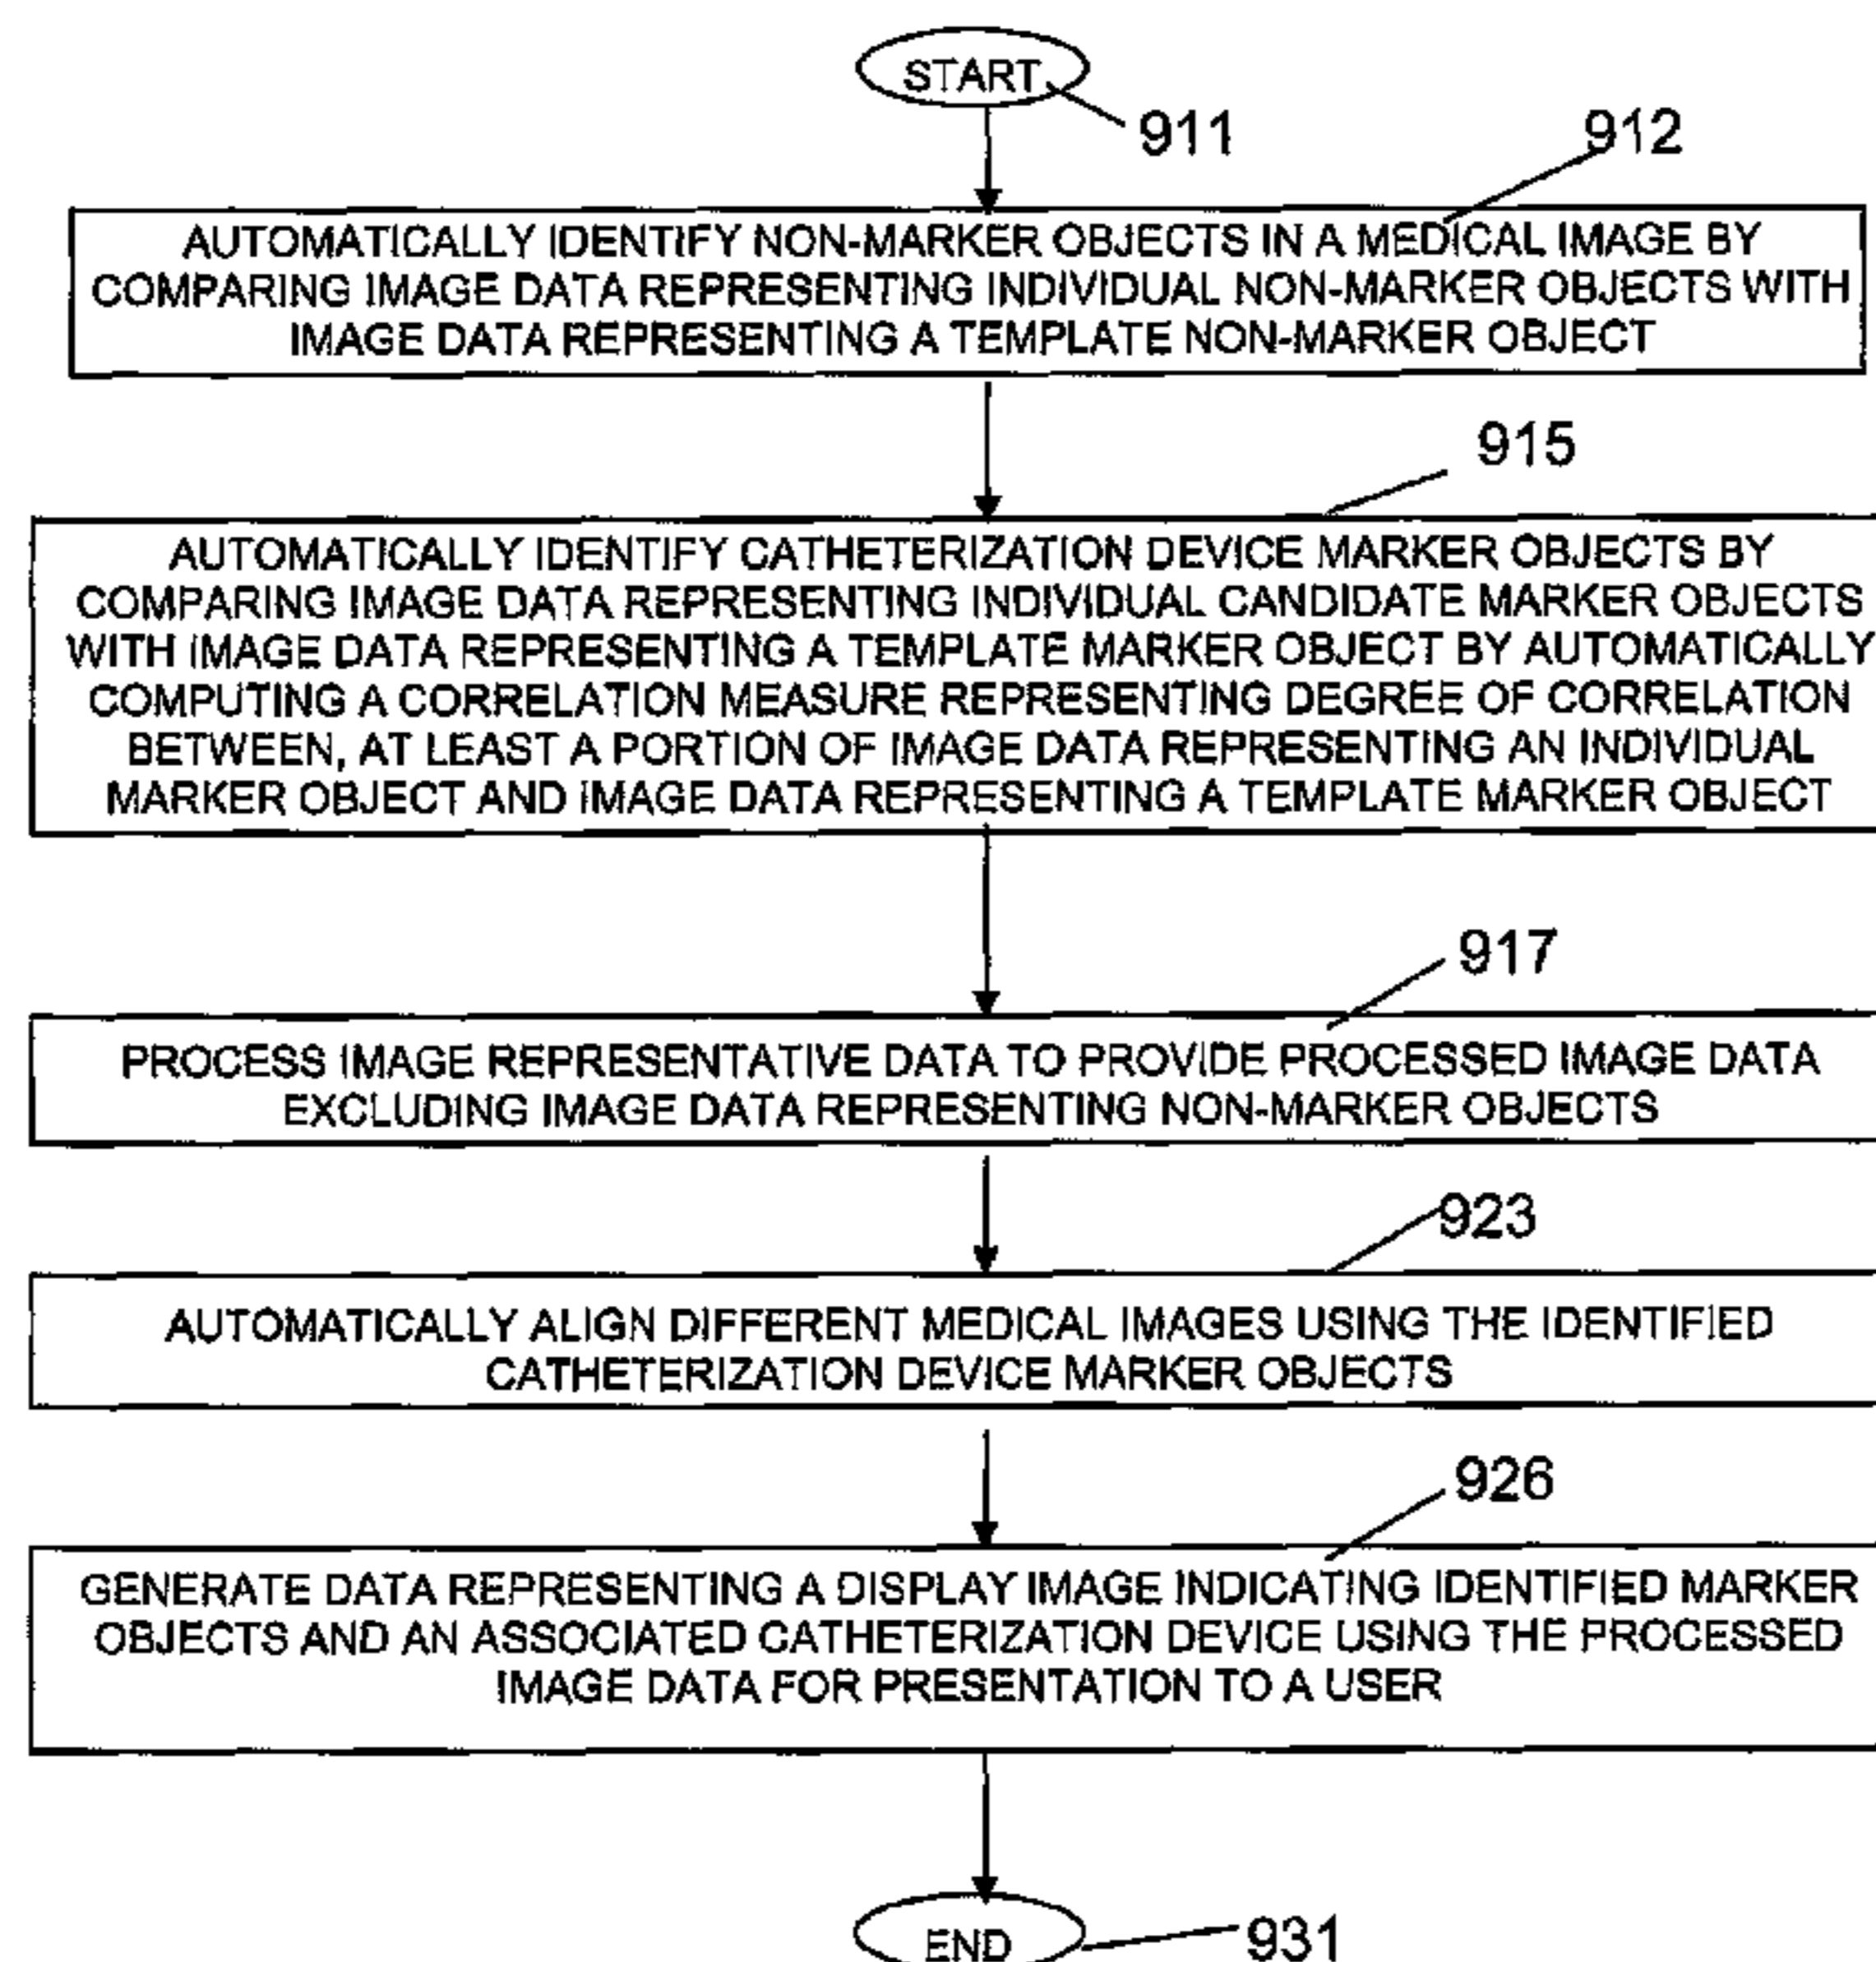 START
911
912
AUTOMATICALLY IDENTIFY NON-MARKER OBJECTS IN A MEDICAL IMAGE BY
COMPARING IMAGE DATA REPRESENTING INDIVIDUAL NON-MARKER OBJECTS WITH
IMAGE DATA REPRESENTING A TEMPLATE NON-MARKER OBJECT
915
AUTOMATICALLY IDENTIFY CATHETERIZATION DEVICE MARKER OBJECTS BY
COMPARING IMAGE DATA REPRESENTING INDIVIDUAL CANDIDATE MARKER OBJECTS
WITH IMAGE DATA REPRESENTING A TEMPLATE MARKER OBJECT BY AUTOMATICALLY
COMPUTING A CORRELATION MEASURE REPRESENTING DEGREE OF CORRELATION
BETWEEN, AT LEAST A PORTION OF IMAGE DATA REPRESENTING AN INDIVIDUAL
MARKER OBJECT AND IMAGE DATA REPRESENTING A TEMPLATE MARKER OBJECT
917
PROCESS IMAGE REPRESENTATIVE DATA TO PROVIDE PROCESSED IMAGE DATA
EXCLUDING IMAGE DATA REPRESENTING NON-MARKER OBJECTS
923
AUTOMATICALLY ALIGN DIFFERENT MEDICAL IMAGES USING THE IDENTIFIED
CATHETERIZATION DEVICE MARKER OBJECTS
926
GENERATE DATA REPRESENTING A DISPLAY IMAGE INDICATING IDENTIFIED MARKER
OBJECTS AND AN ASSOCIATED CATHETERIZATION DEVICE USING THE PROCESSED
IMAGE DATA FOR PRESENTATION TO A USER
END
931